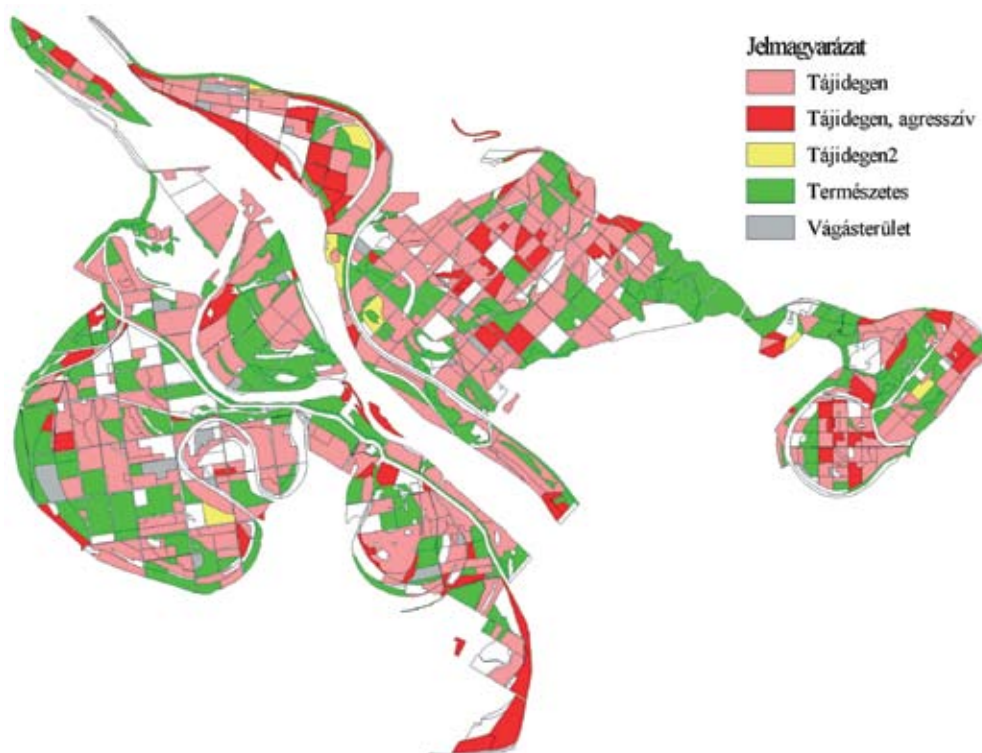 Jelmagyarázat
Tájidegen
Tájidegen, agresszív
Tájidegen2
Természetes
Vágásterület